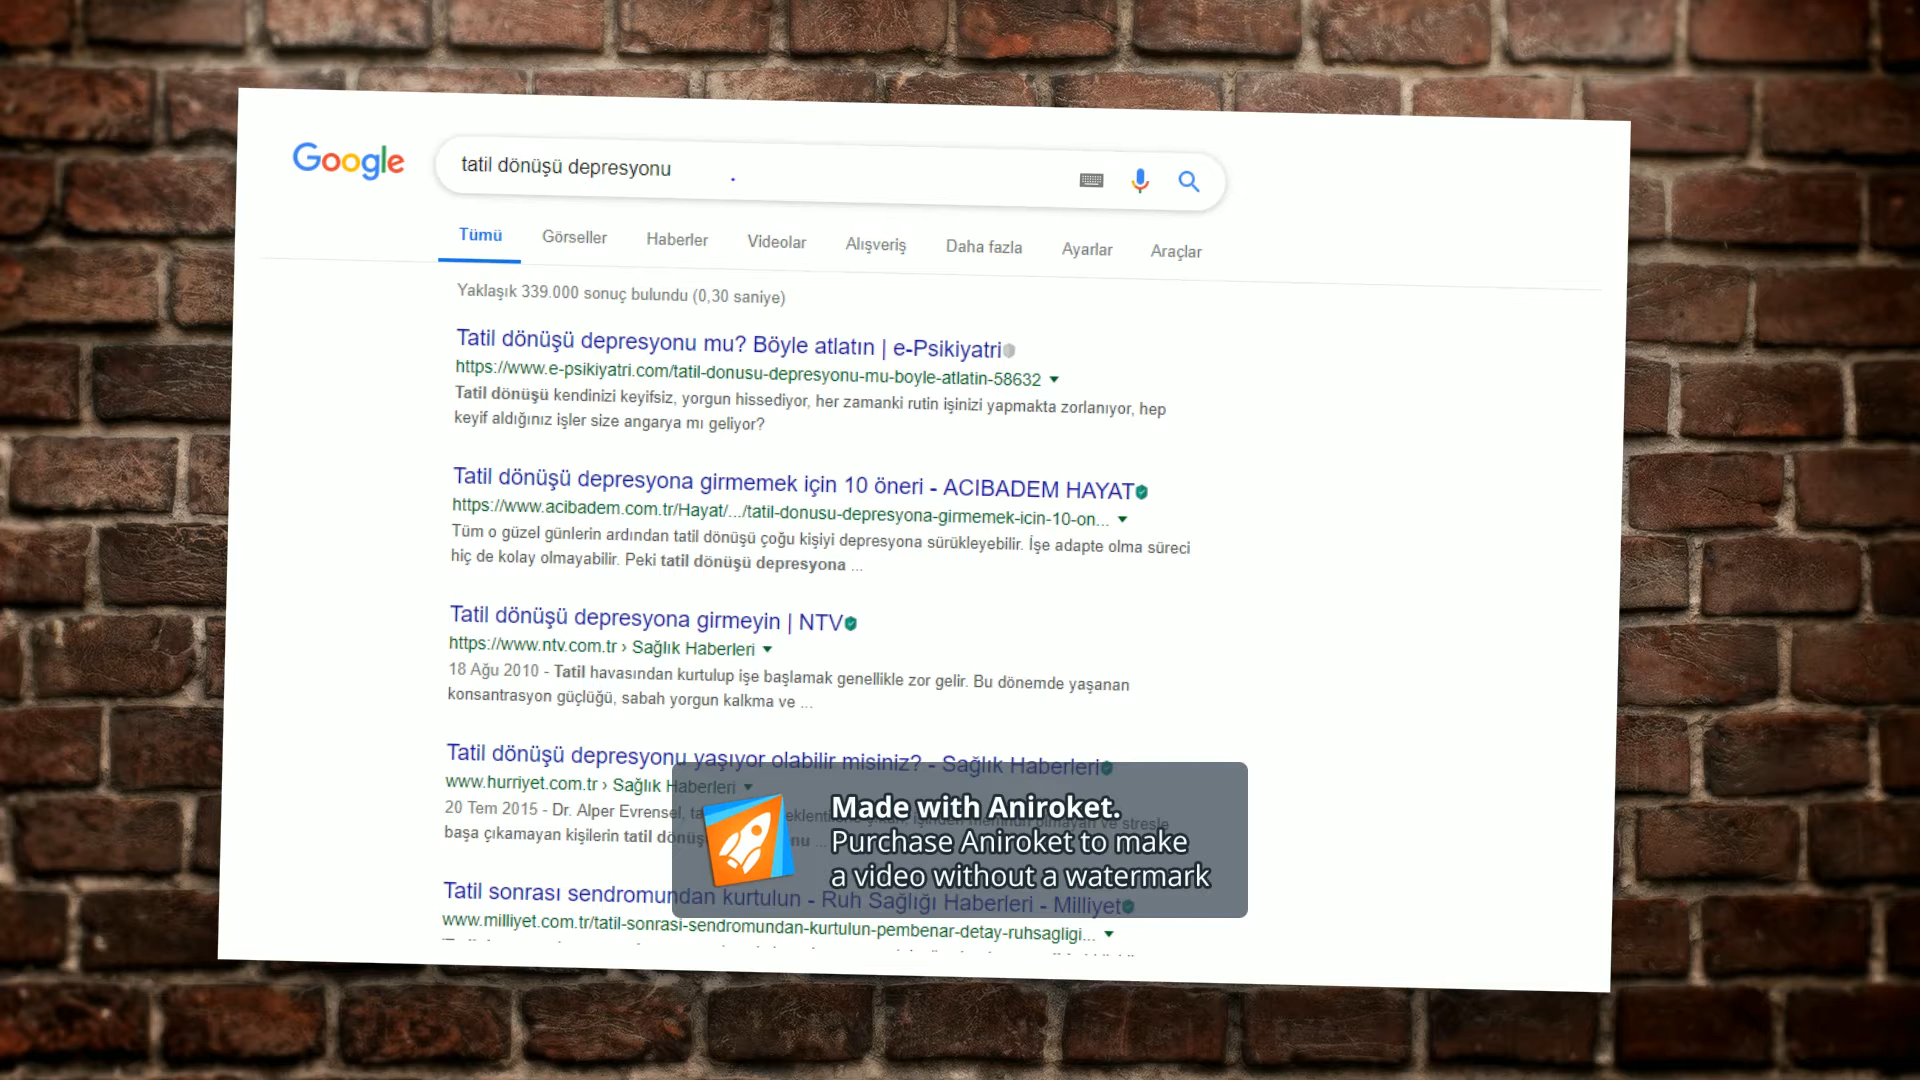 Google
tatil dönüşü depresyonu
Tümü Görseller Haberler Videolar Alışveriş Daha fazla Ayarlar Araçlar
Yaklaşık 339.000 sonuç bulundu (0,30 saniye)
Tatil dönüşü depresyonu mu? Böyle atlatın | e-Psikiyatri
https://www.e-psikiyatri.com/tatil-donusu-depresyonu-mu-boyle-atlatin-58632
Tatil dönüşü kendinizi keyifsiz, yorgun hissediyor, her zamanki rutin işinizi yapmakta zorlanıyor, hep
keyif aldığınız işler size angarya mı geliyor?
Tatil dönüşü depresyona girmemek için 10 öneri - ACIBADEM HAYAT
https://www.acibadem.com.tr/Hayat/.../tatil-donusu-depresyona-girmemek-icin-10-on...
Tüm o güzel günlerin ardından tatil dönüşü çoğu kişiyi depresyona sürükleyebilir. İşe adapte olma süreci
hiç de kolay olmayabilir. Peki tatil dönüşü depresyona ...
Tatil dönüşü depresyona girmeyin | NTV
https://www.ntv.com.tr › Sağlık Haberleri
18 Ağu 2010 - Tatil havasından kurtulup işe başlamak genellikle zor gelir. Bu dönemde yaşanan
konsantrasyon güçlüğü, sabah yorgun kalkma ve ...
Tatil dönüşü depresyonu yaşıyor olabilir misiniz? - Sağlık Haberleri
www.hurriyet.com.tr › Sağlık Haberleri
20 Tem 2015 - Dr. Alper Evrensel, memnun olmayan ve stresle
başa çıkamayan kişilerin tatil
Made with Aniroket.
Purchase Aniroket to make
a video without a watermark
Tatil sonrası sendromundan kurtulun - Ruh Sağlığı Haberleri - Milliyet
www.milliyet.com.tr/tatil-sonrasi-sendromundan-kurtulun-pembenar-detay-ruhsagligi...